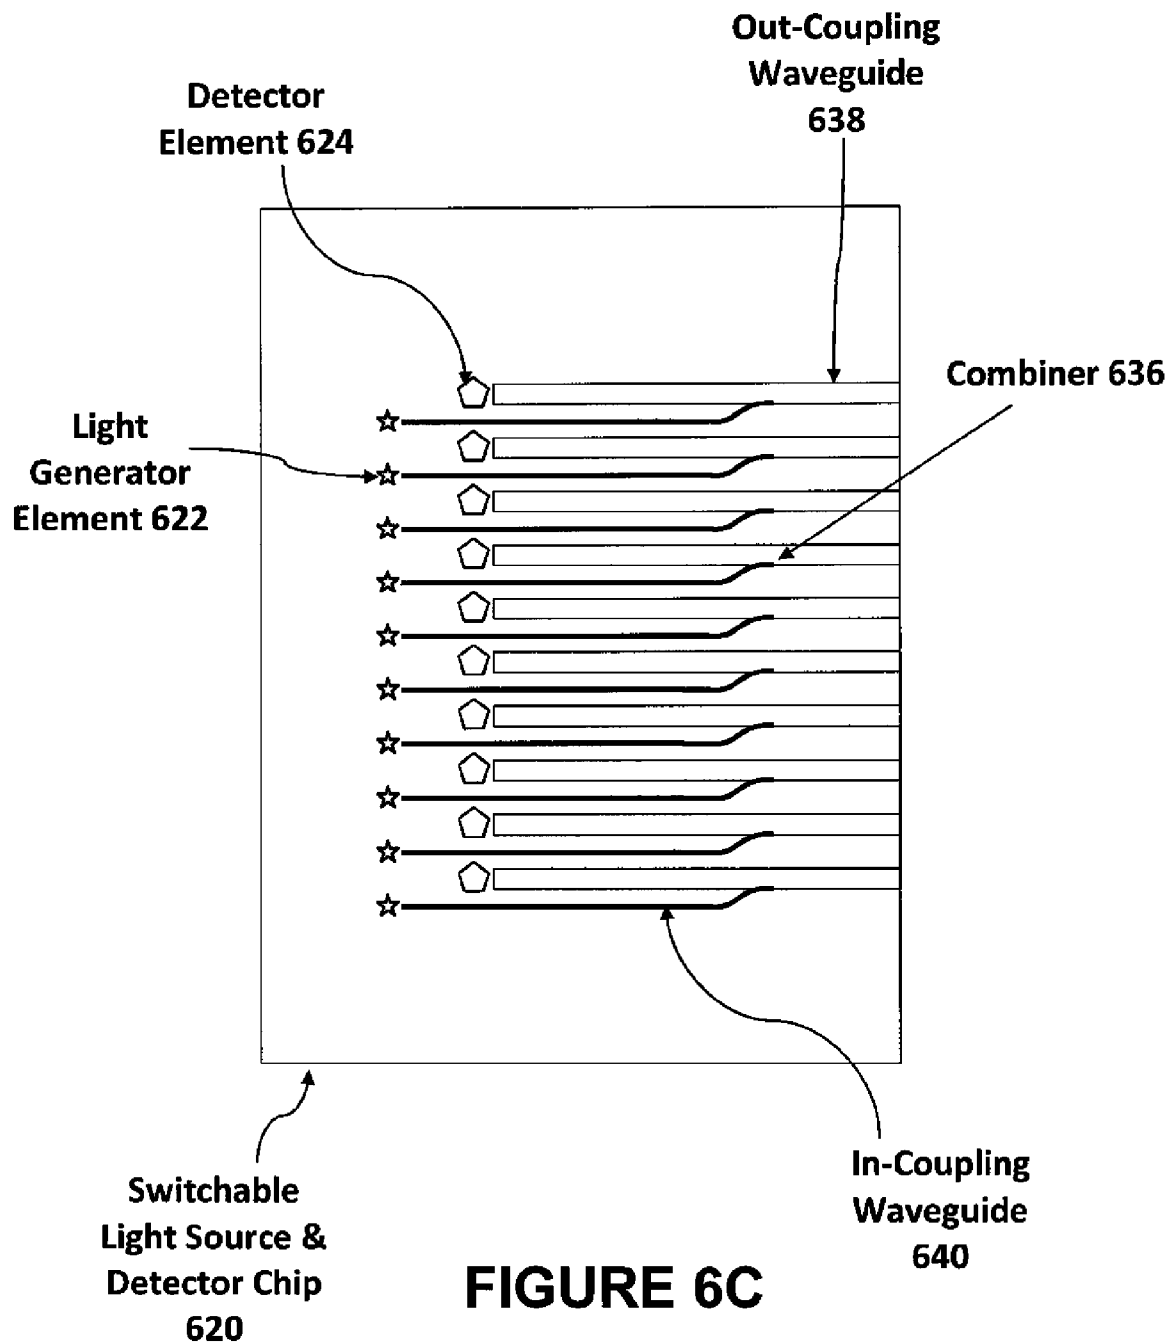 Out-Coupling
Waveguide
638
Detector
Element 624
Combiner 636
Light
Generator
Element 622
In-Coupling
Waveguide
640
Switchable
Light Source &
Detector Chip
620
FIGURE 6C